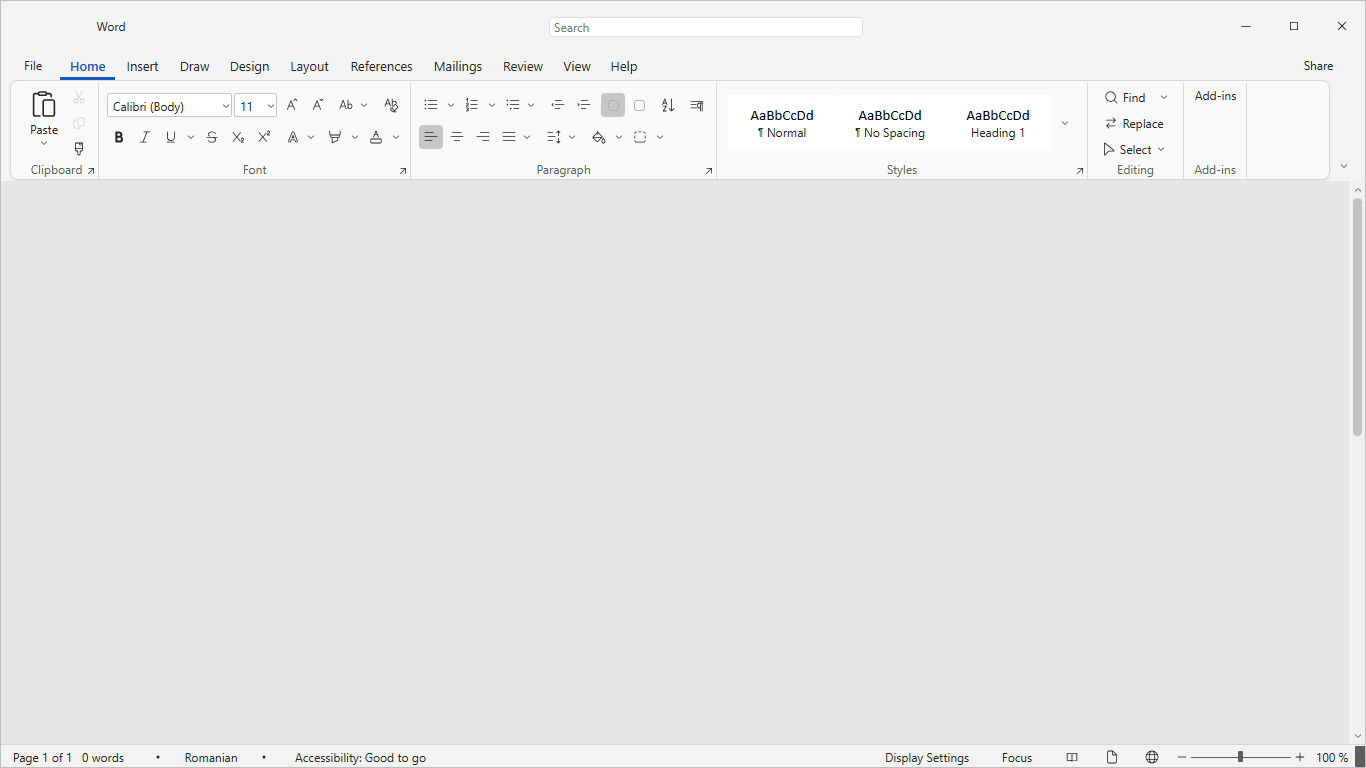 Word
Search
File Home Insert Draw Design Layout References Mailings Review View Help Share
Paste
Clipboard
Calibri (Body) 11
Font
Paragraph
AaBbCcDd AaBbCcDd AaBbCcDd
¶ Normal ¶ No Spacing Heading 1
Styles
Find
Replace
Select
Editing
Add-ins
Add-ins
Page 1 of 1 0 words • Romanian • Accessibility: Good to go Display Settings Focus 100 %